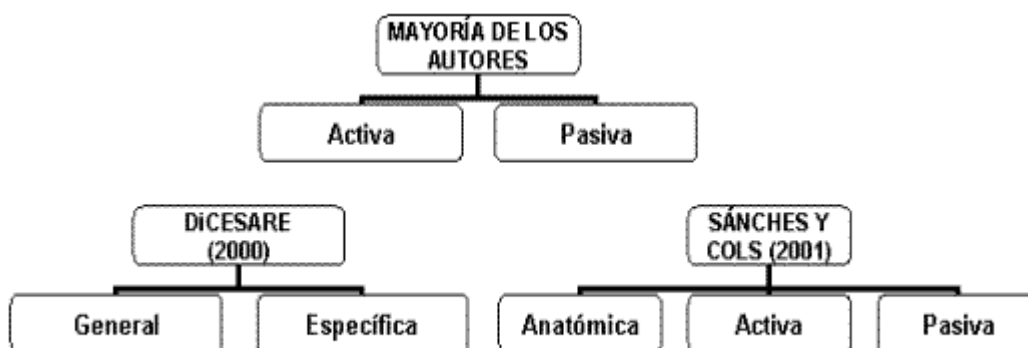 MAYORÍA DE LOS
AUTORES
Activa
Pasiva
DiCESARE
(2000)
SÁNCHES Y
COLS (2001)
General
Específica
Anatómica
Activa
Pasiva